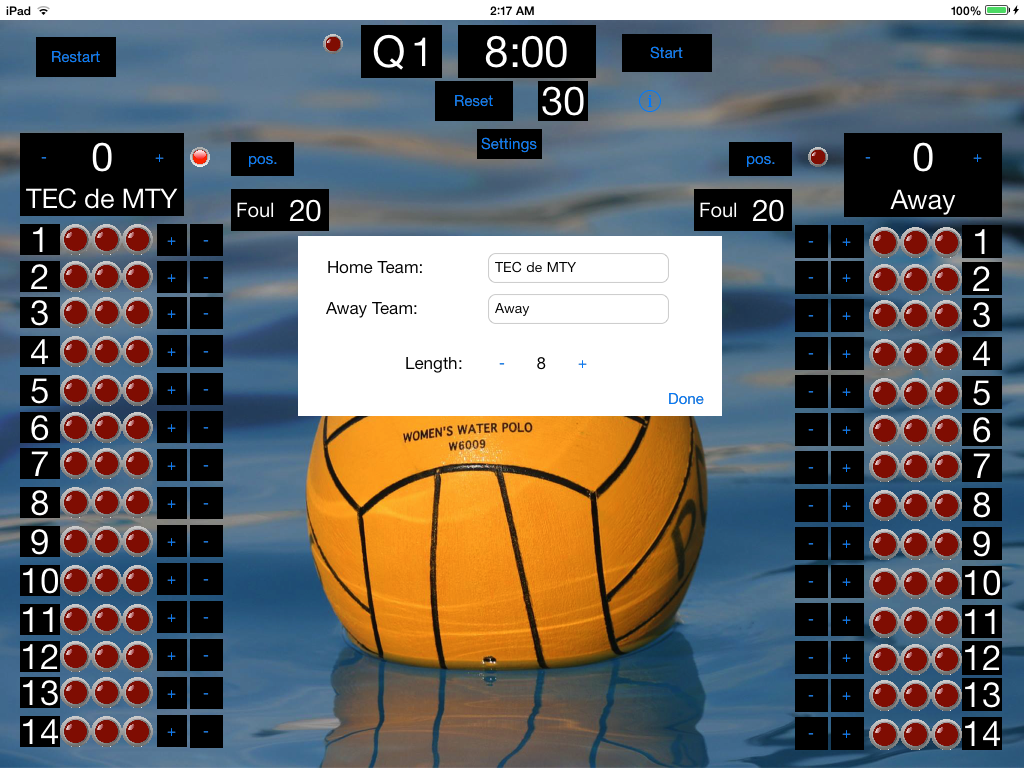 iPad 2:17 AM 100%
Restart Q1 8:00 Start
Reset 30 i
Settings
- 0 + pos. pos. - 0 +
TEC de MTY Away
Foul 20 Foul 20
Home Team: TEC de MTY
Away Team: Away
Length: - 8 +
Done
1 + - - + 1
2 + - - + 2
3 + - - + 3
4 + - - + 4
5 + - - + 5
6 + - - + 6
7 + - - + 7
8 + - - + 8
9 + - - + 9
10 + - - + 10
11 + - - + 11
12 + - - + 12
13 + - - + 13
14 + - - + 14
WOMEN'S WATER POLO
W6009